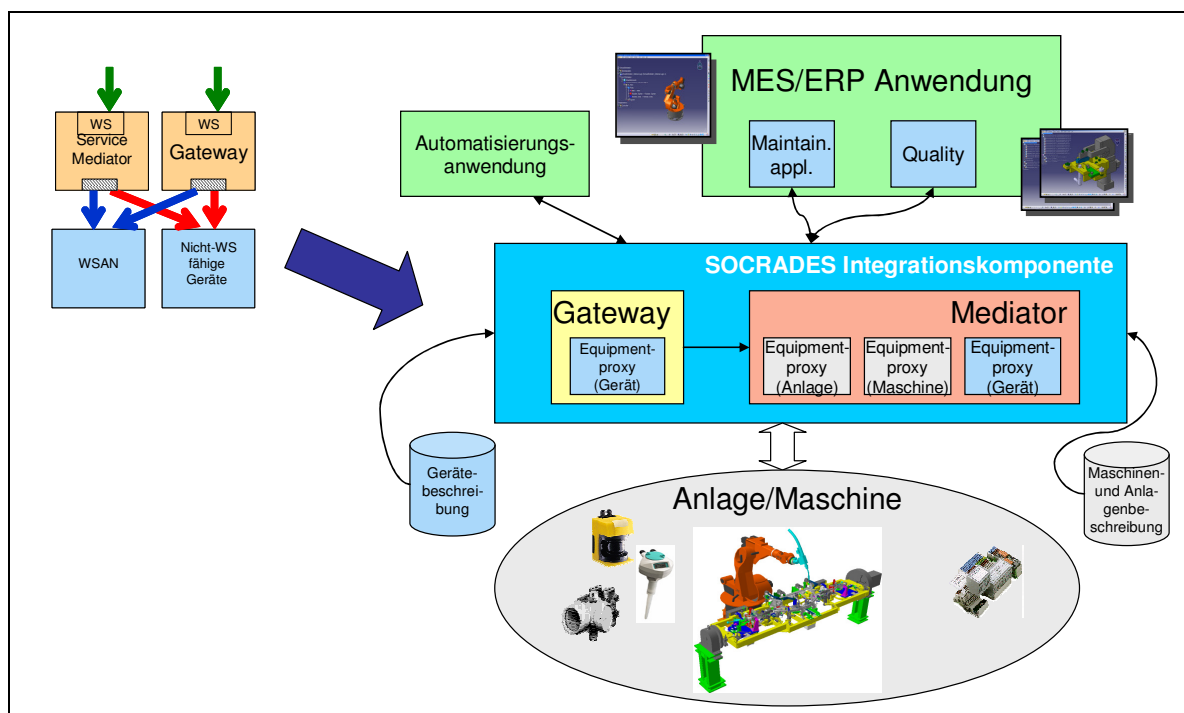 WS
Service
Mediator
WS
Gateway
WSAN
Nicht-WS
fähige
Geräte
Automatisierungs-
anwendung
MES/ERP Anwendung
Maintain.
appl.
Quality
SOCRADES Integrationskomponente
Gateway
Equipment-
proxy
(Gerät)
Mediator
Equipment-
proxy
(Anlage)
Equipment-
proxy
(Maschine)
Equipment-
proxy
(Gerät)
Geräte-
beschrei-
bung
Maschinen-
und Anla-
genbe-
schreibung
Anlage/Maschine